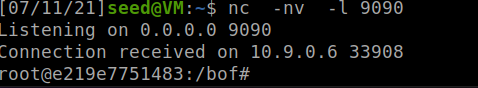 [07/11/21]seed@VM:~$ nc  -nv  -l 9090
Listening on 0.0.0.0 9090
Connection received on 10.9.0.6 33908
root@e219e7751483:/bof#